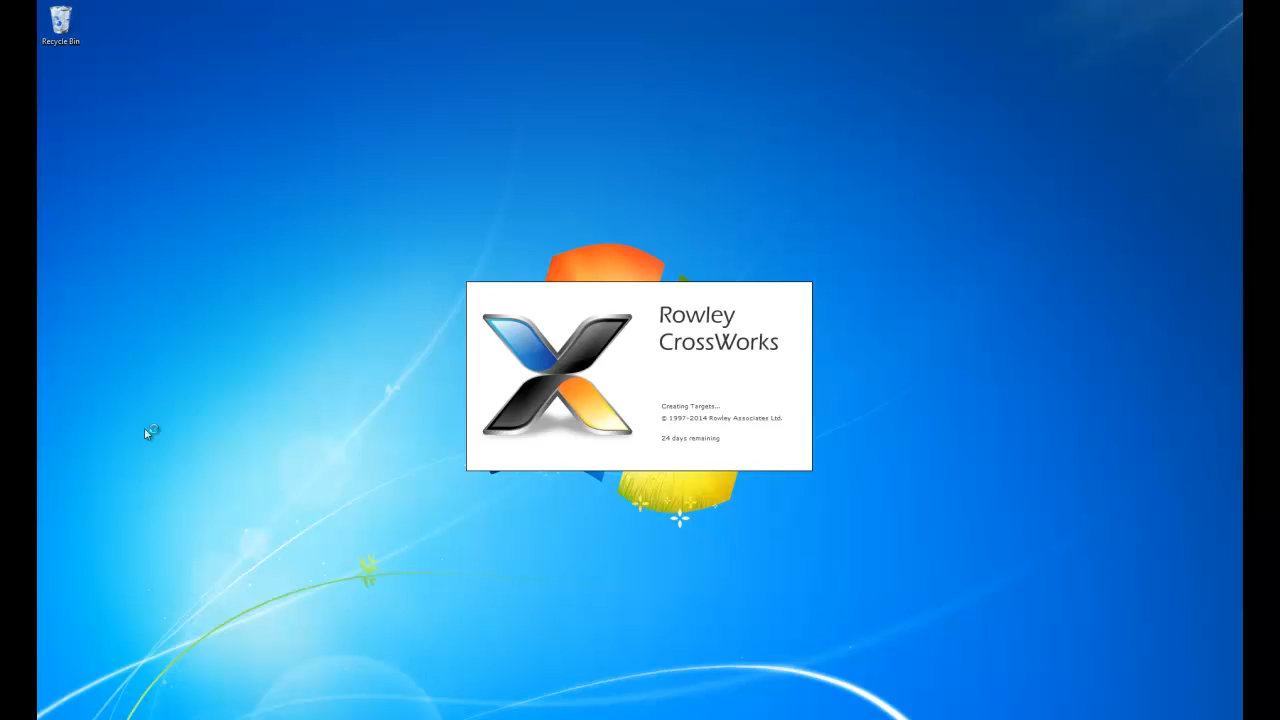 Recycle Bin
Rowley
CrossWorks
Creating Targets...
© 1997-2014 Rowley Associates Ltd.
24 days remaining